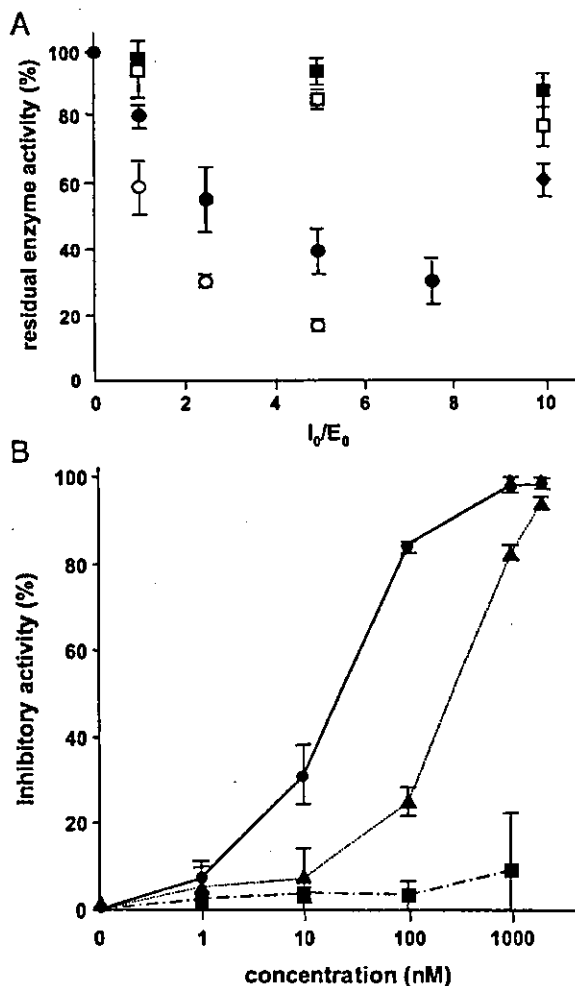 A
residual enzyme activity (%)
100
80
60
40
20
0
0 2 4 6 8 10
I₀/E₀
B
Inhibitory activity (%)
100
80
60
40
20
0
0 1 10 100 1000
concentration (nM)